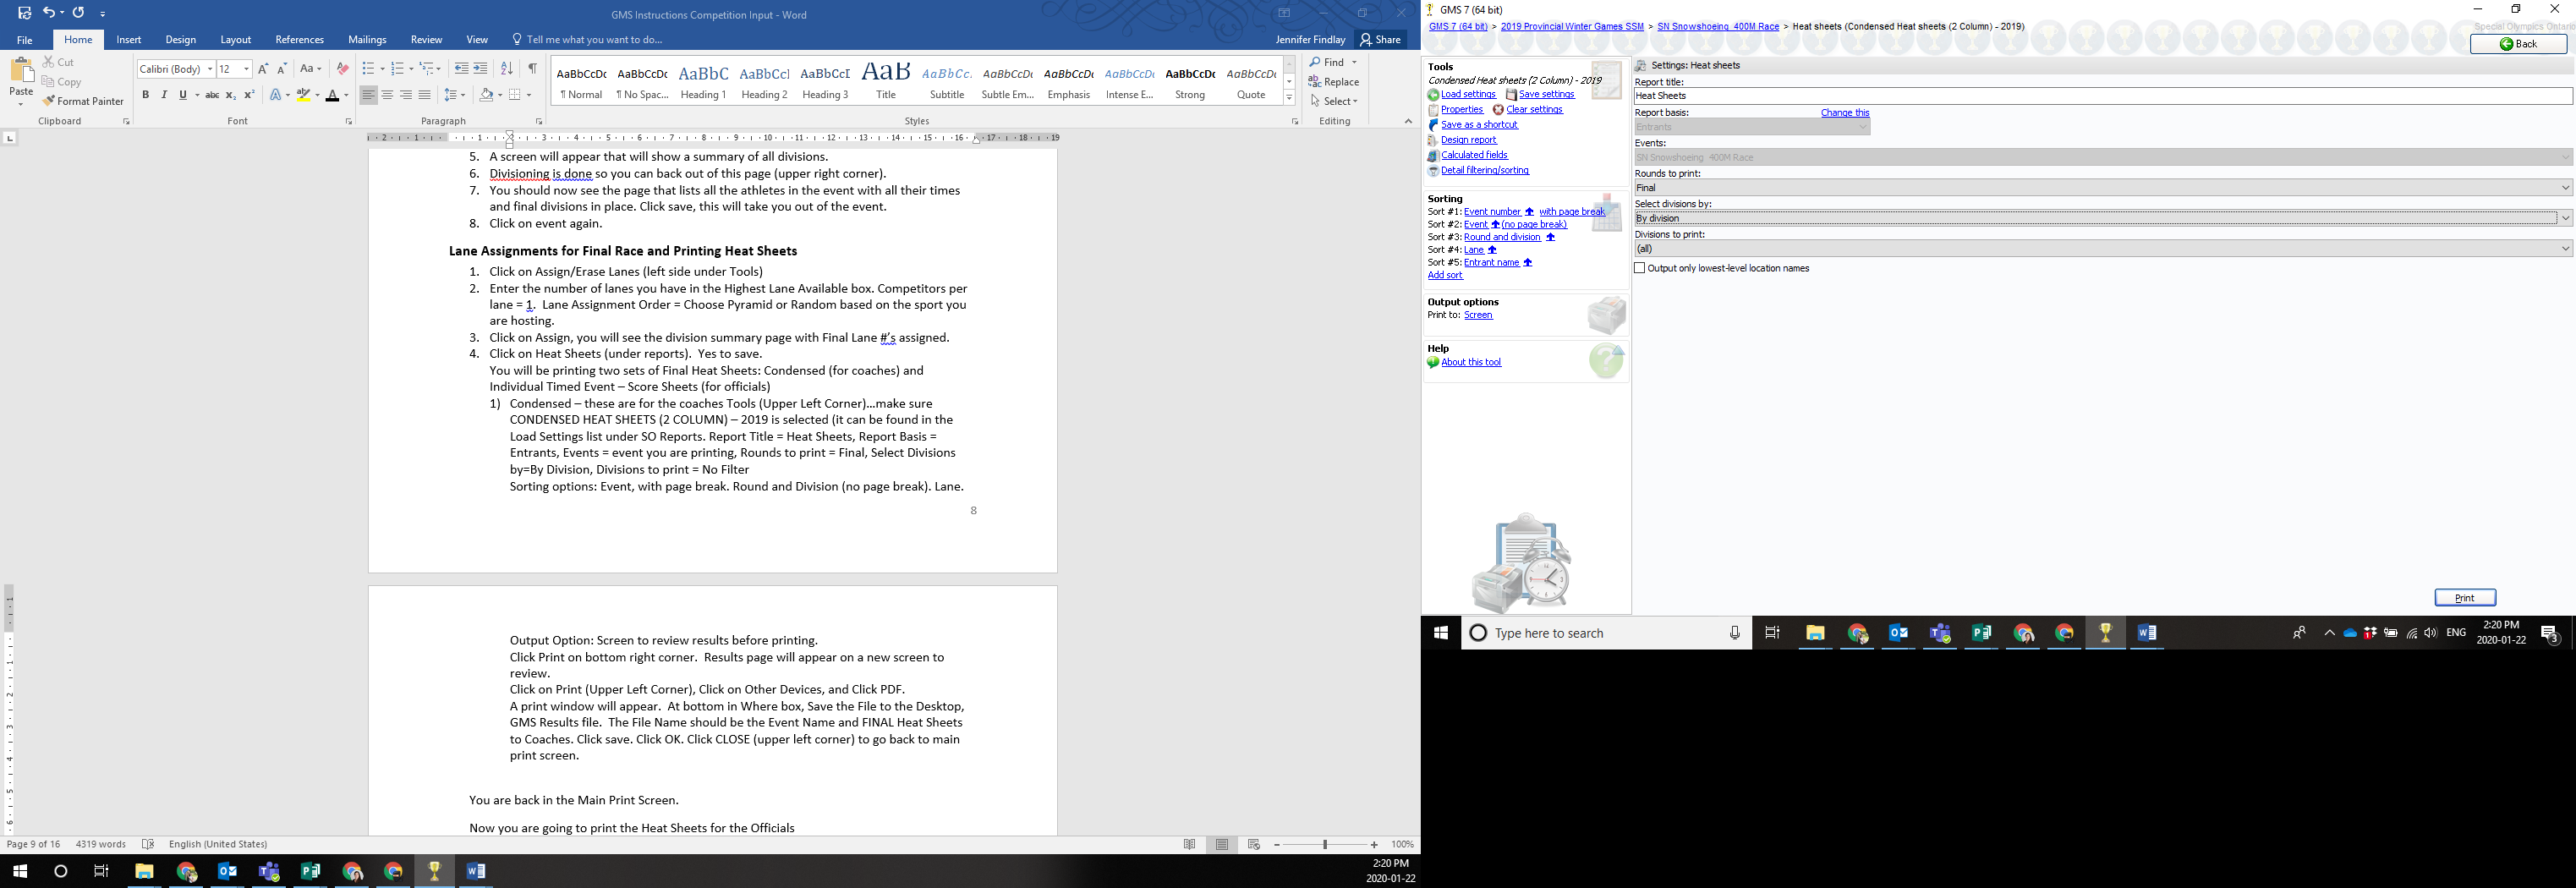 GMS Instructions Competition Input - Word
File Home Insert Design Layout References Mailings Review View Tell me what you want to do... Jennifer Findlay Share
Paste
Cut
Copy
Format Painter
Clipboard
Calibri (Body) 12
Font
Paragraph
AaBbCcDc AaBbCcDc AaBbC AaBbCcI AaBbCcI AaB AaBbCc. AaBbCcDc AaBbCcDc AaBbCcDc AaBbCcDc AaBbCcDc
¶ Normal ¶ No Spac... Heading 1 Heading 2 Heading 3 Title Subtitle Subtle Em... Emphasis Intense E... Strong Quote
Styles
Find
Replace
Select
Editing
5. A screen will appear that will show a summary of all divisions.
6. Divisioning is done so you can back out of this page (upper right corner).
7. You should now see the page that lists all the athletes in the event with all their times
and final divisions in place. Click save, this will take you out of the event.
8. Click on event again.
Lane Assignments for Final Race and Printing Heat Sheets
1. Click on Assign/Erase Lanes (left side under Tools)
2. Enter the number of lanes you have in the Highest Lane Available box. Competitors per
lane = 1. Lane Assignment Order = Choose Pyramid or Random based on the sport you
are hosting.
3. Click on Assign, you will see the division summary page with Final Lane #'s assigned.
4. Click on Heat Sheets (under reports). Yes to save.
You will be printing two sets of Final Heat Sheets: Condensed (for coaches) and
Individual Timed Event – Score Sheets (for officials)
1) Condensed – these are for the coaches Tools (Upper Left Corner)…make sure
CONDENSED HEAT SHEETS (2 COLUMN) – 2019 is selected (it can be found in the
Load Settings list under SO Reports. Report Title = Heat Sheets, Report Basis =
Entrants, Events = event you are printing, Rounds to print = Final, Select Divisions
by=By Division, Divisions to print = No Filter
Sorting options: Event, with page break. Round and Division (no page break). Lane.
8
Output Option: Screen to review results before printing.
Click Print on bottom right corner. Results page will appear on a new screen to
review.
Click on Print (Upper Left Corner), Click on Other Devices, and Click PDF.
A print window will appear. At bottom in Where box, Save the File to the Desktop,
GMS Results file. The File Name should be the Event Name and FINAL Heat Sheets
to Coaches. Click save. Click OK. Click CLOSE (upper left corner) to go back to main
print screen.
You are back in the Main Print Screen.
Now you are going to print the Heat Sheets for the Officials
Page 9 of 16 4319 words English (United States) 100%
2:20 PM
2020-01-22
GMS 7 (64 bit)
GMS 7 (64 bit) > 2019 Provincial Winter Games SSM > SN Snowshoeing 400M Race > Heat sheets (Condensed Heat sheets (2 Column) - 2019)
Special Olympics Ontario
Back
Tools
Condensed Heat sheets (2 Column) - 2019
Load settings Save settings
Properties Clear settings
Save as a shortcut
Design report
Calculated fields
Detail filtering/sorting
Sorting
Sort #1: Event number with page break
Sort #2: Event (no page break)
Sort #3: Round and division
Sort #4: Lane
Sort #5: Entrant name
Add sort
Output options
Print to: Screen
Help
About this tool
Settings: Heat sheets
Report title:
Heat Sheets
Report basis: Change this
Entrants
Events:
SN Snowshoeing 400M Race
Rounds to print:
Final
Select divisions by:
By division
Divisions to print:
(all)
Output only lowest-level location names
Print
Type here to search
ENG
2:20 PM
2020-01-22
3